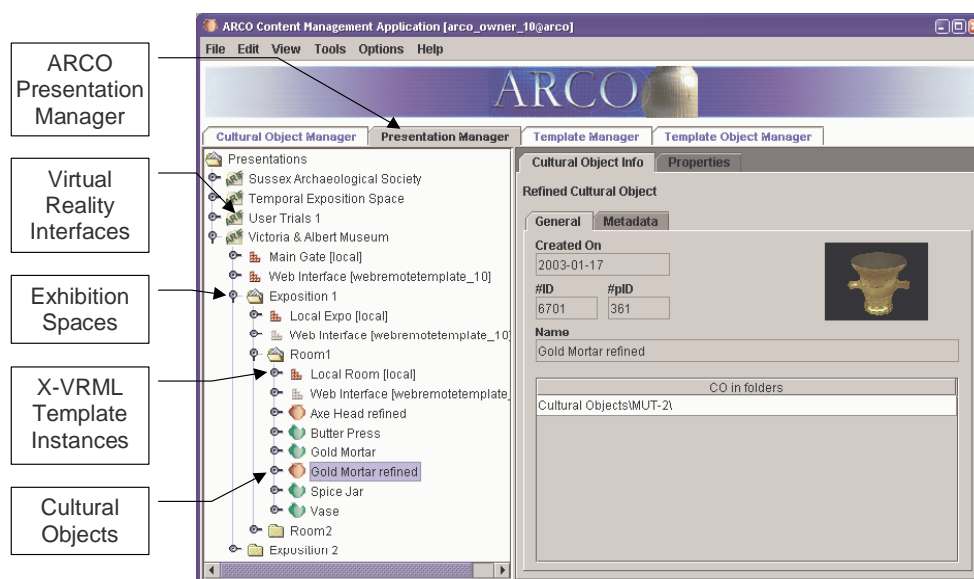 ARCO Content Management Application [arco_owner_10@arco]
File Edit View Tools Options Help
ARCO
Cultural Object Manager
Presentation Manager
Template Manager
Template Object Manager
ARCO
Presentation
Manager
Virtual
Reality
Interfaces
Exhibition
Spaces
X-VRML
Template
Instances
Cultural
Objects
Presentations
Sussex Archaeological Society
Temporal Exposition Space
User Trials 1
Victoria & Albert Museum
Main Gate [local]
Web Interface [webremotetemplate_10]
Exposition 1
Local Expo [local]
Web Interface [webremotetemplate_10]
Room1
Local Room [local]
Web Interface [webremotetemplate_
Axe Head refined
Butter Press
Gold Mortar
Gold Mortar refined
Spice Jar
Vase
Room2
Exposition 2
Cultural Object Info
Properties
Refined Cultural Object
General
Metadata
Created On
2003-01-17
#ID #pID
6701 361
Name
Gold Mortar refined
CO in folders
Cultural Objects\MUT-2\